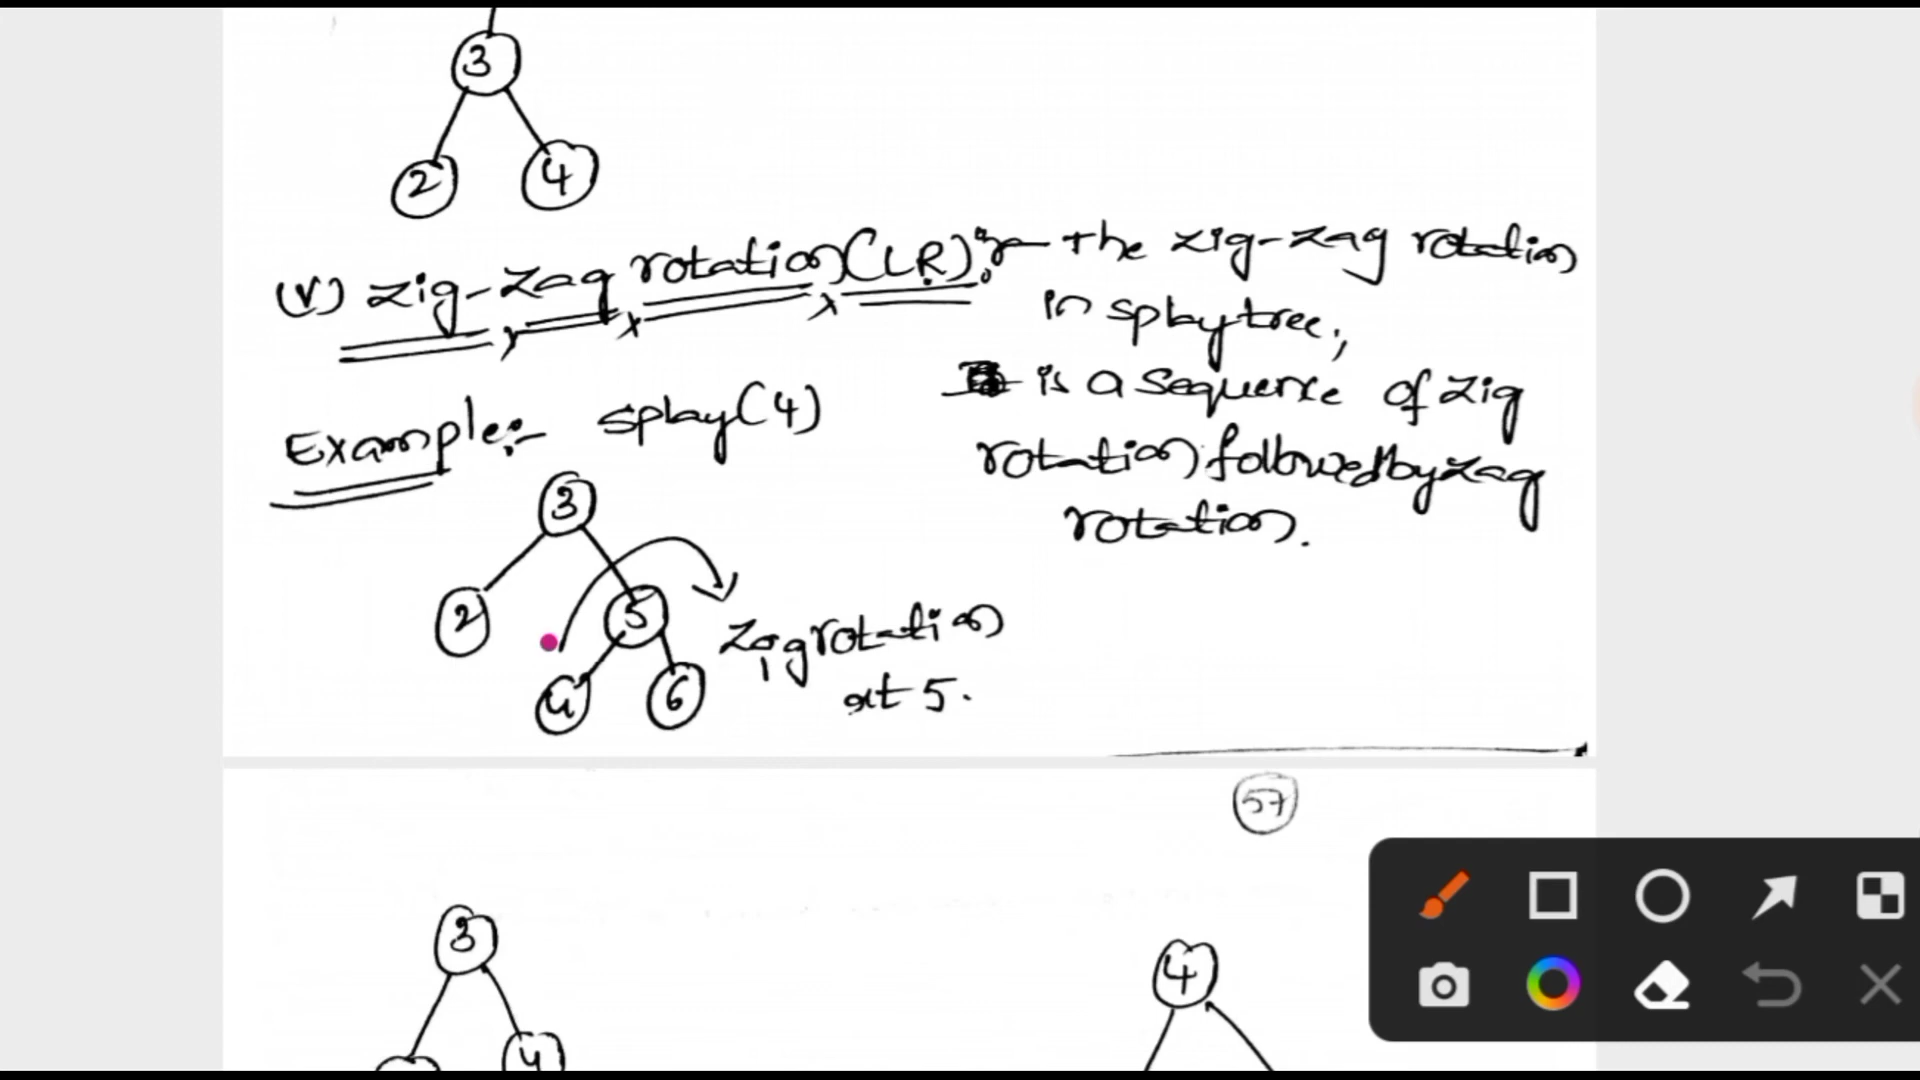 3
2 4
(V) Zig-Zag rotation(LR):- The zig-zag rotation
in splay tree;
is a sequence of zig
Example:- splay(4)
rotation followed by zag
rotation.
3
2 5
Zag rotation
4 6 at 5.
57
3 4
4